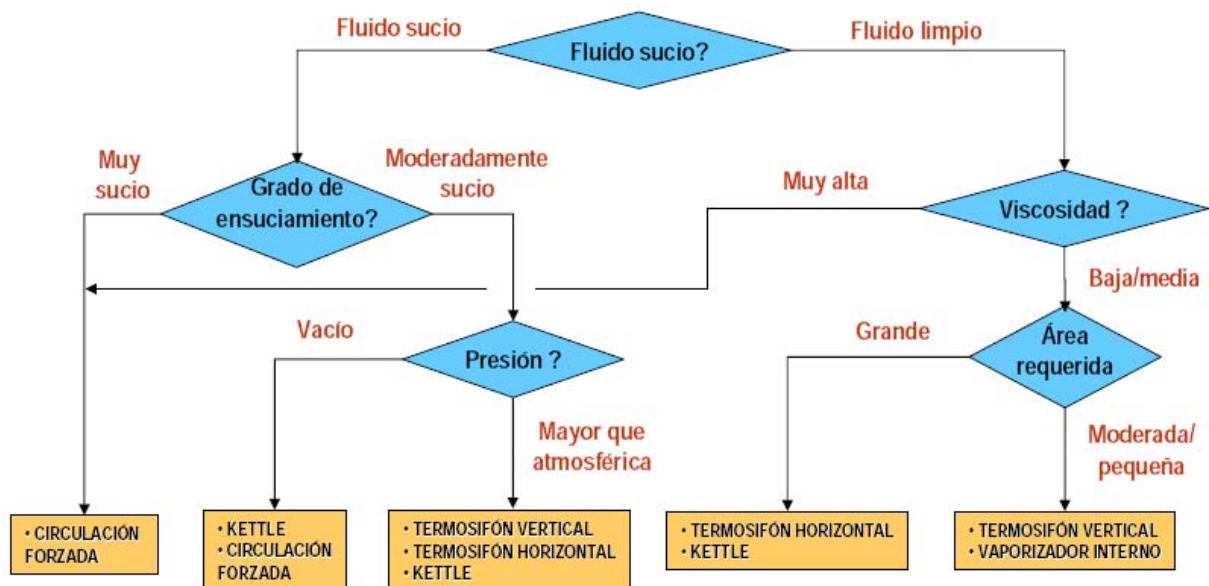 Fluido sucio
Fluido sucio?
Fluido limpio
Muy
sucio
Grado de
ensuciamiento?
Moderadamente
sucio
Muy alta
Viscosidad ?
Baja/media
Vacío
Presión ?
Grande
Área
requerida
Mayor que
atmosférica
Moderada/
pequeña
• CIRCULACIÓN
FORZADA
• KETTLE
• CIRCULACIÓN
FORZADA
• TERMOSIFÓN VERTICAL
• TERMOSIFÓN HORIZONTAL
• KETTLE
• TERMOSIFÓN HORIZONTAL
• KETTLE
• TERMOSIFÓN VERTICAL
• VAPORIZADOR INTERNO